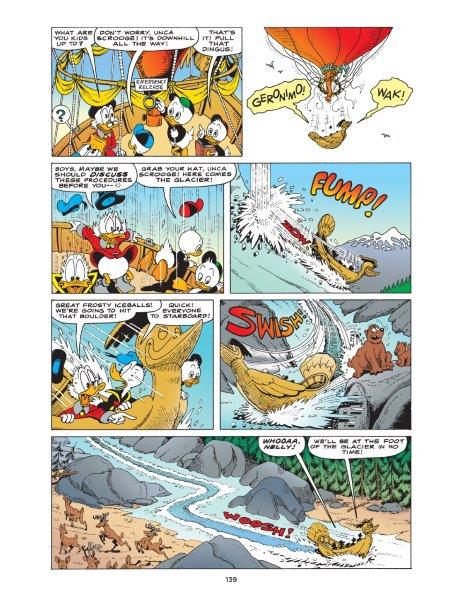 WHAT ARE
YOU KIDS
UP TO?
DON'T WORRY, UNCA
SCROOGE! IT'S DOWNHILL
ALL THE WAY!
THAT'S
IT! PULL
THAT
DINGUS!
EMERGENCY
RELEASE
?
GERONIMO!
WAK!
BOYS, MAYBE WE
SHOULD DISCUSS
THESE PROCEDURES
BEFORE YOU--
GRAB YOUR HAT, UNCA
SCROOGE! HERE COMES
THE GLACIER!
FUMP!
GREAT FROSTY ICEBALLS!
WE'RE GOING TO HIT
THAT BOULDER!
QUICK!
EVERYONE
TO STARBOARD!
SWISH!
WHOOAA,
NELLY!
WE'LL BE AT THE FOOT
OF THE GLACIER IN NO
TIME!
WOOSH!
139